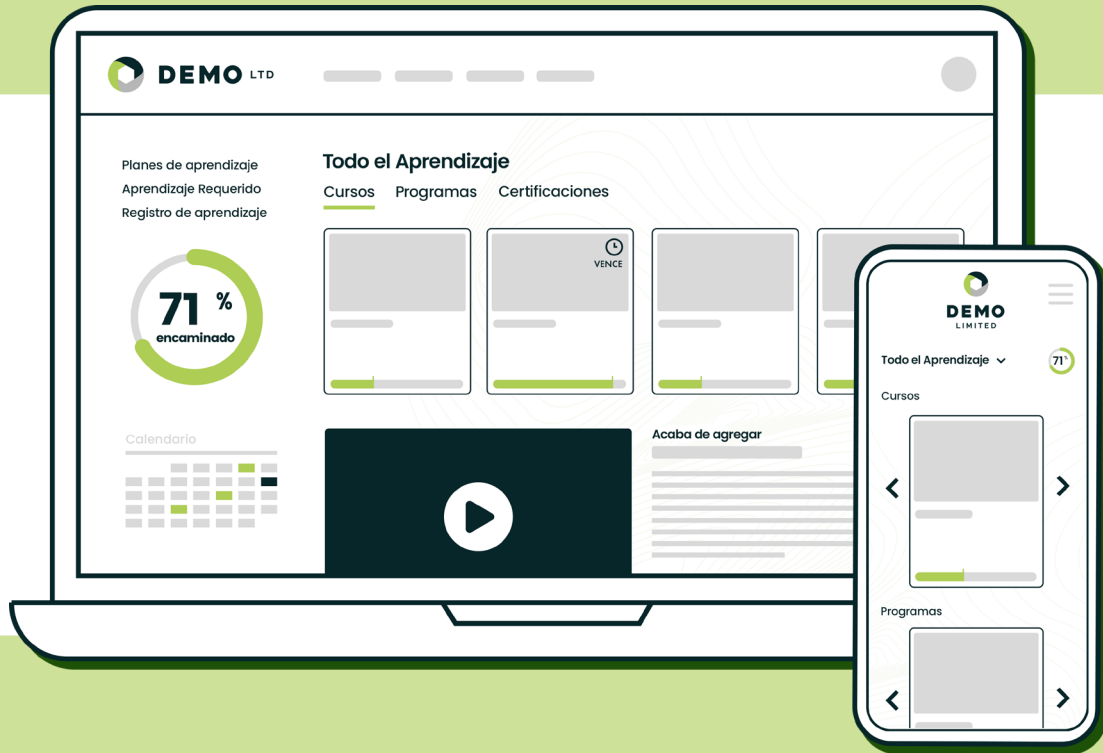 DEMO LTD
Planes de aprendizaje
Aprendizaje Requerido
Registro de aprendizaje
71 %
encaminado
Calendario
Todo el Aprendizaje
Cursos Programas Certificaciones
VENCE
Acaba de agregar
DEMO
LIMITED
Todo el Aprendizaje
71%
Cursos
Programas